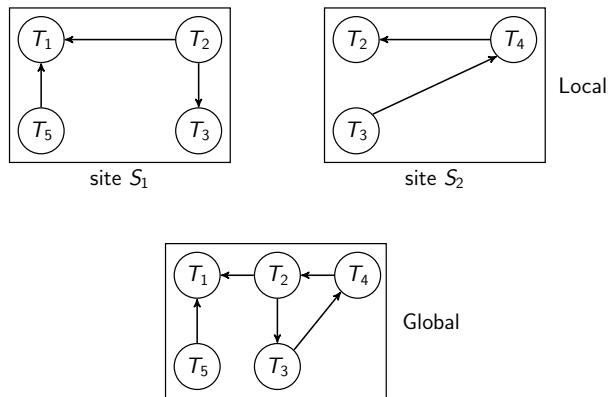 T1 T2 T2 T4
Local
T5 T3 T3
site S1 site S2
T1 T2 T4
Global
T5 T3